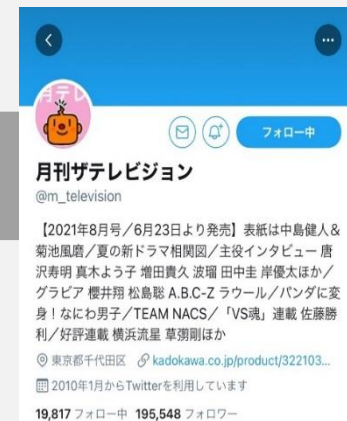 月テレ
フォロー中
月刊ザテレビジョン
@m_television
【2021年8月号／6月23日より発売】表紙は中島健人＆
菊池風磨／夏の新ドラマ相関図／主役インタビュー 唐
沢寿明 真木よう子 増田貴久 波瑠 田中圭 岸優太ほか／
グラビア 櫻井翔 松島聡 A.B.C-Z ラウール／パンダに変
身！なにわ男子／TEAM NACS／「VS魂」連載 佐藤勝
利／好評連載 横浜流星 草彅剛ほか
東京都千代田区 kadokawa.co.jp/product/322103...
2010年1月からTwitterを利用しています
19,817 フォロー中 195,548 フォロワー